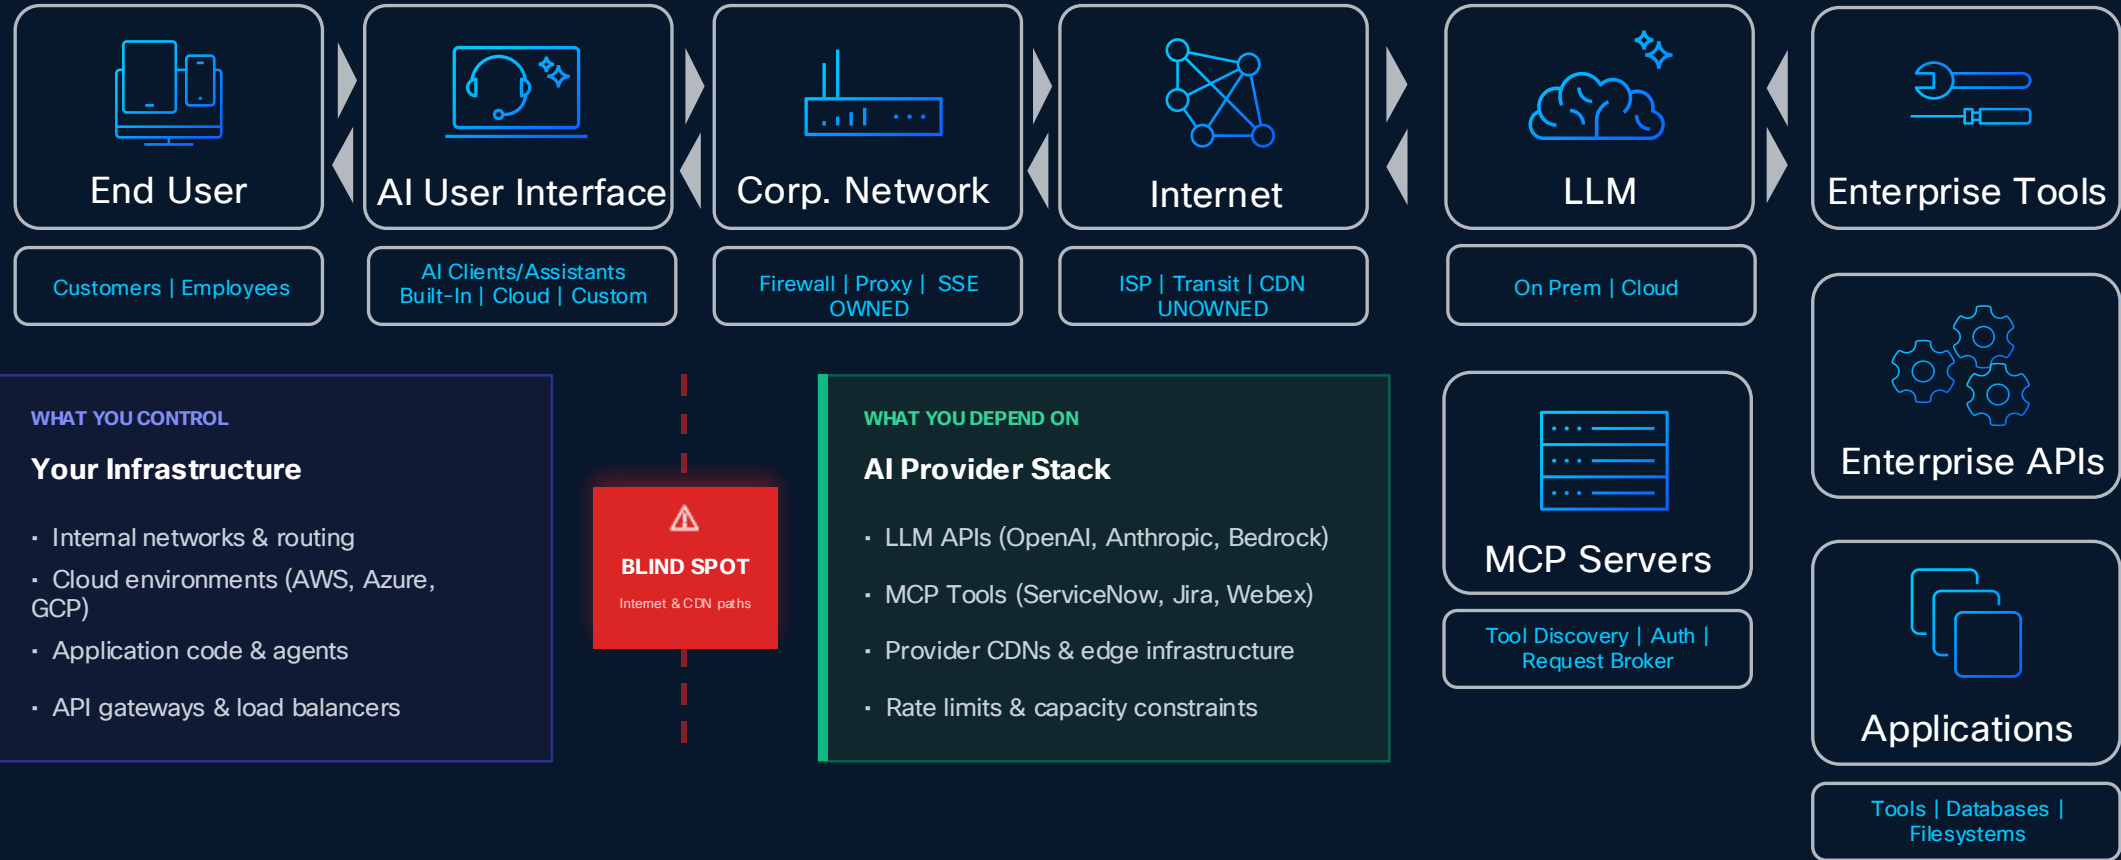 End User
AI User Interface
Corp. Network
Internet
LLM
Enterprise Tools
Customers | Employees
AI Clients/Assistants
Built-In | Cloud | Custom
Firewall | Proxy | SSE
OWNED
ISP | Transit | CDN
UNOWNED
On Prem | Cloud
Enterprise APIs
WHAT YOU CONTROL
Your Infrastructure
· Internal networks & routing
· Cloud environments (AWS, Azure,
GCP)
· Application code & agents
· API gateways & load balancers
BLIND SPOT
Internet & CDN paths
WHAT YOU DEPEND ON
AI Provider Stack
· LLM APIs (OpenAI, Anthropic, Bedrock)
· MCP Tools (ServiceNow, Jira, Webex)
· Provider CDNs & edge infrastructure
· Rate limits & capacity constraints
MCP Servers
Tool Discovery | Auth |
Request Broker
Applications
Tools | Databases |
Filesystems